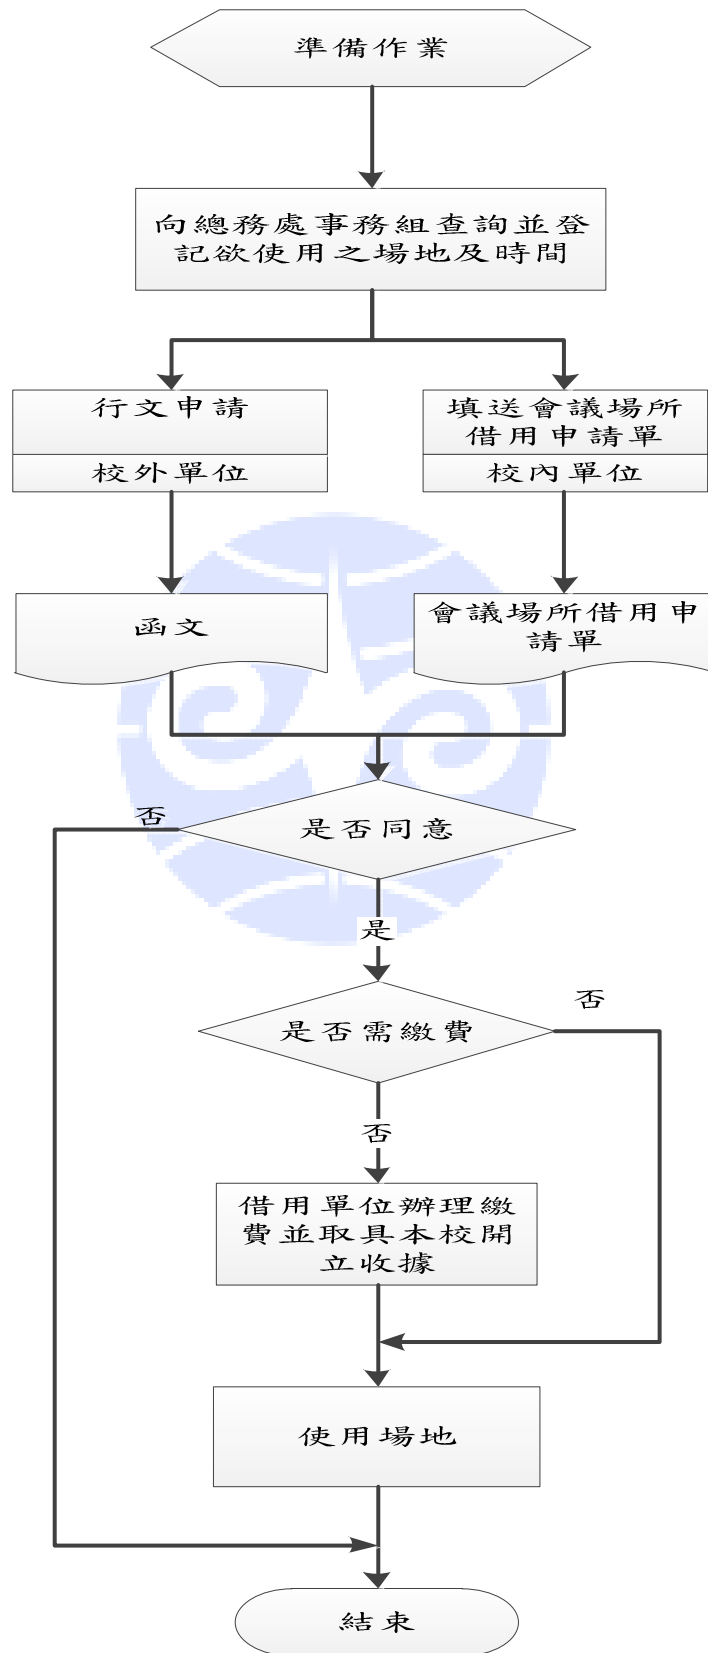 準備作業
向總務處事務組查詢並登
記欲使用之場地及時間
行文申請
校外單位
填送會議場所
借用申請單
校內單位
函文
會議場所借用申
請單
否
是否同意
是
否
是否需繳費
否
借用單位辦理繳
費並取具本校開
立收據
使用場地
結束